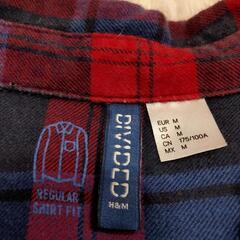 REGULAR
SHIRT FIT
DIVIDED
H&M
EUR M
US M
CA M
CN 175/100A
MX M